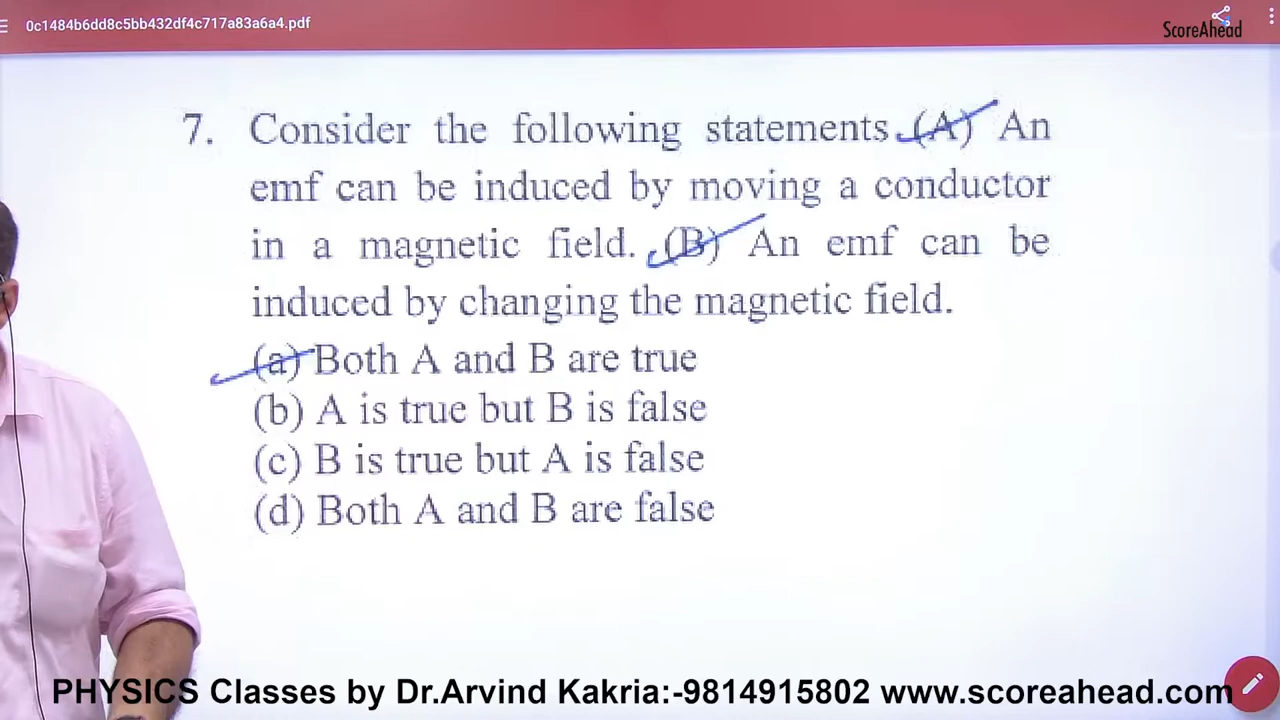 0c1484b6dd8c5bb432df4c717a83a6a4.pdf
ScoreAhead
7. Consider the following statements (A) An
emf can be induced by moving a conductor
in a magnetic field. (B) An emf can be
induced by changing the magnetic field.
(a) Both A and B are true
(b) A is true but B is false
(c) B is true but A is false
(d) Both A and B are false
PHYSICS Classes by Dr.Arvind Kakria:-9814915802 www.scoreahead.com